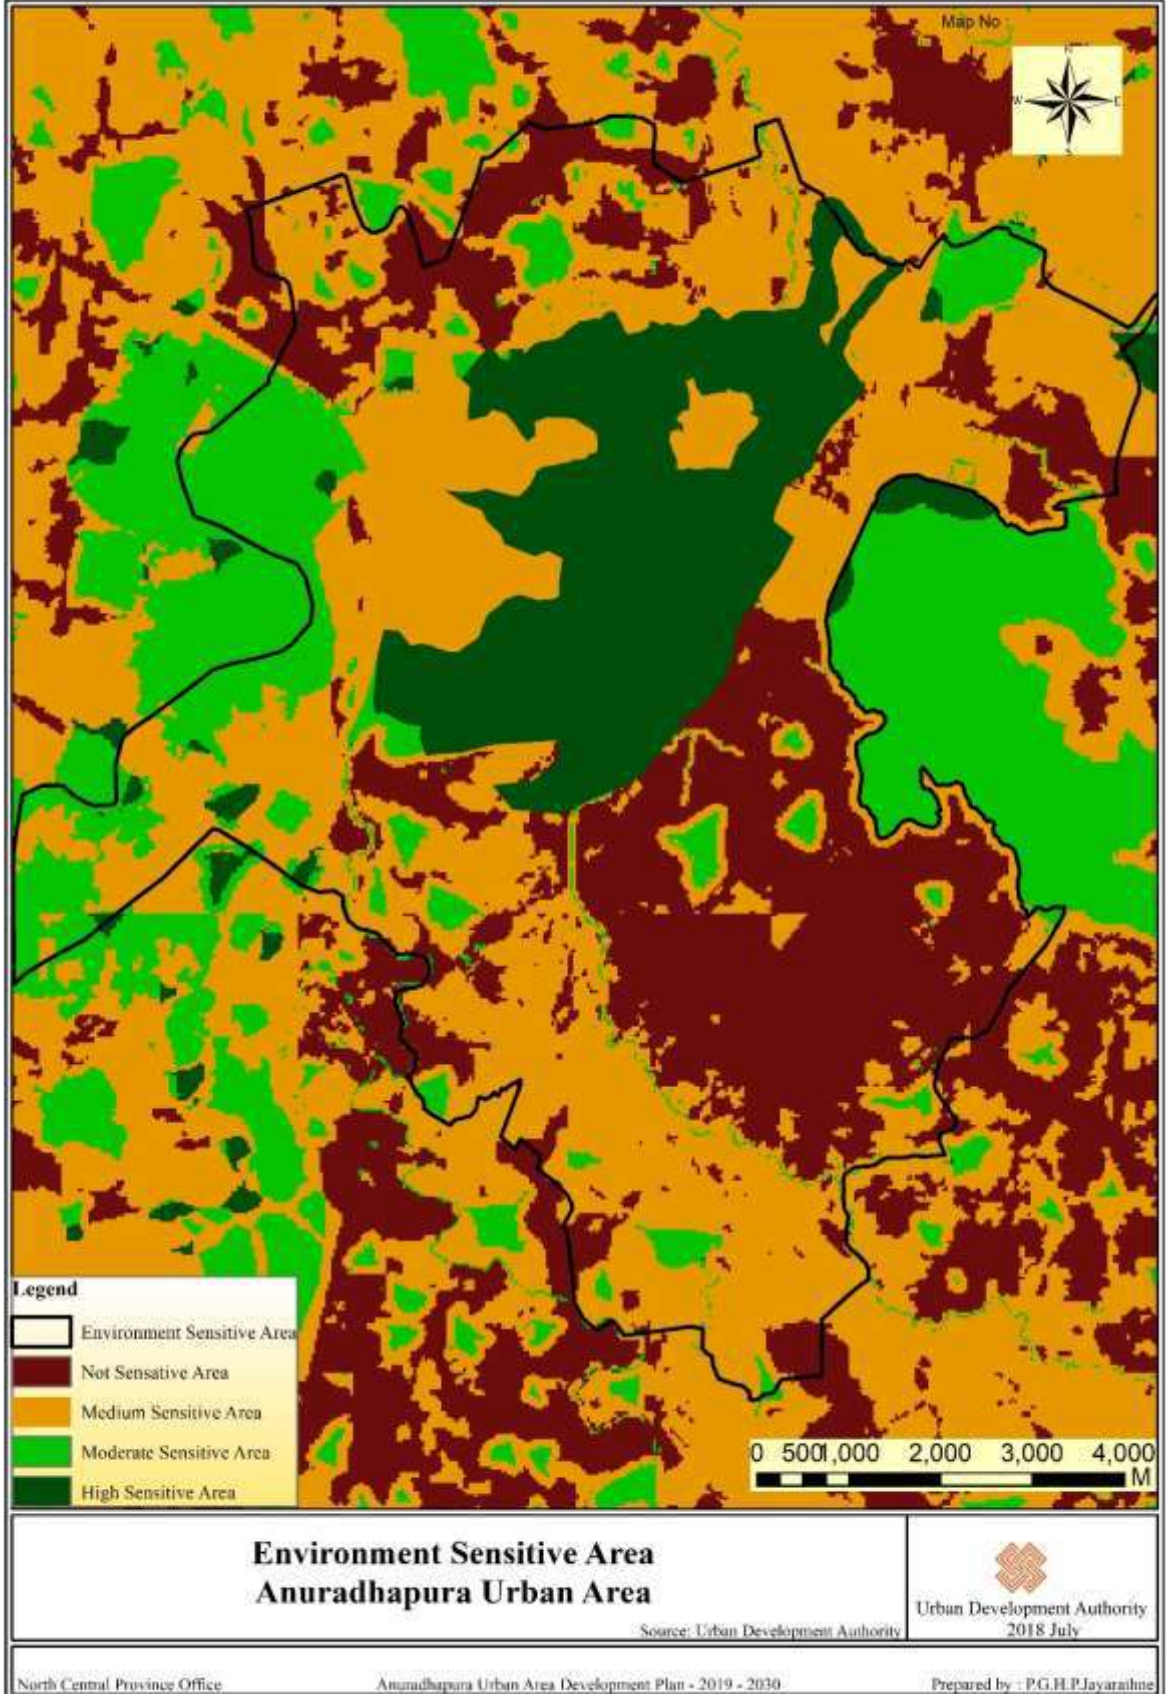 Map No :
N
W E
S
Legend
Environment Sensitive Area
Not Sensative Area
Medium Sensitive Area
Moderate Sensitive Area
High Sensitive Area
0 500 1,000 2,000 3,000 4,000
M
Environment Sensitive Area
Anuradhapura Urban Area
Source: Urban Development Authority
Urban Development Authority
2018 July
North Central Province Office Anuradhapura Urban Area Development Plan - 2019 - 2030 Prepared by : P.G.H.P.Jayarathne